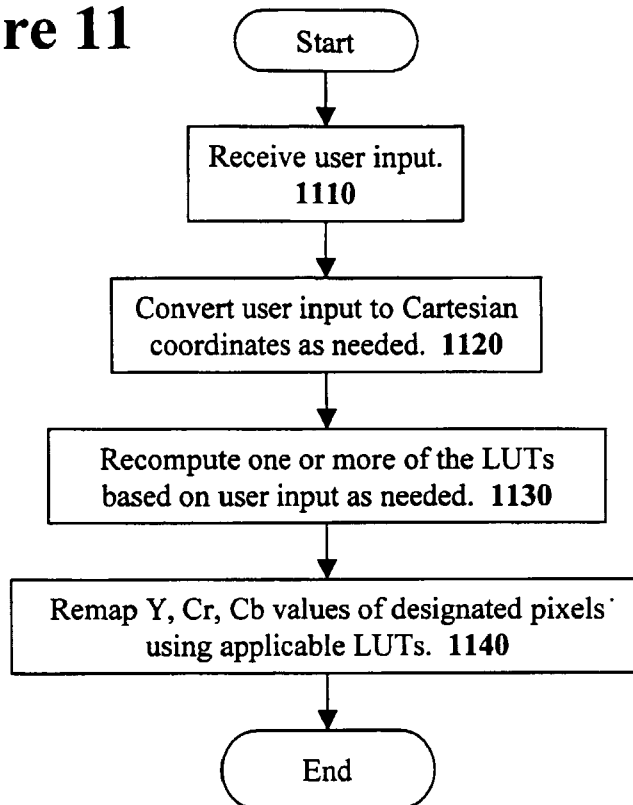 re 11
Start
Receive user input.
1110
Convert user input to Cartesian
coordinates as needed. 1120
Recompute one or more of the LUTs
based on user input as needed. 1130
Remap Y, Cr, Cb values of designated pixels
using applicable LUTs. 1140
End